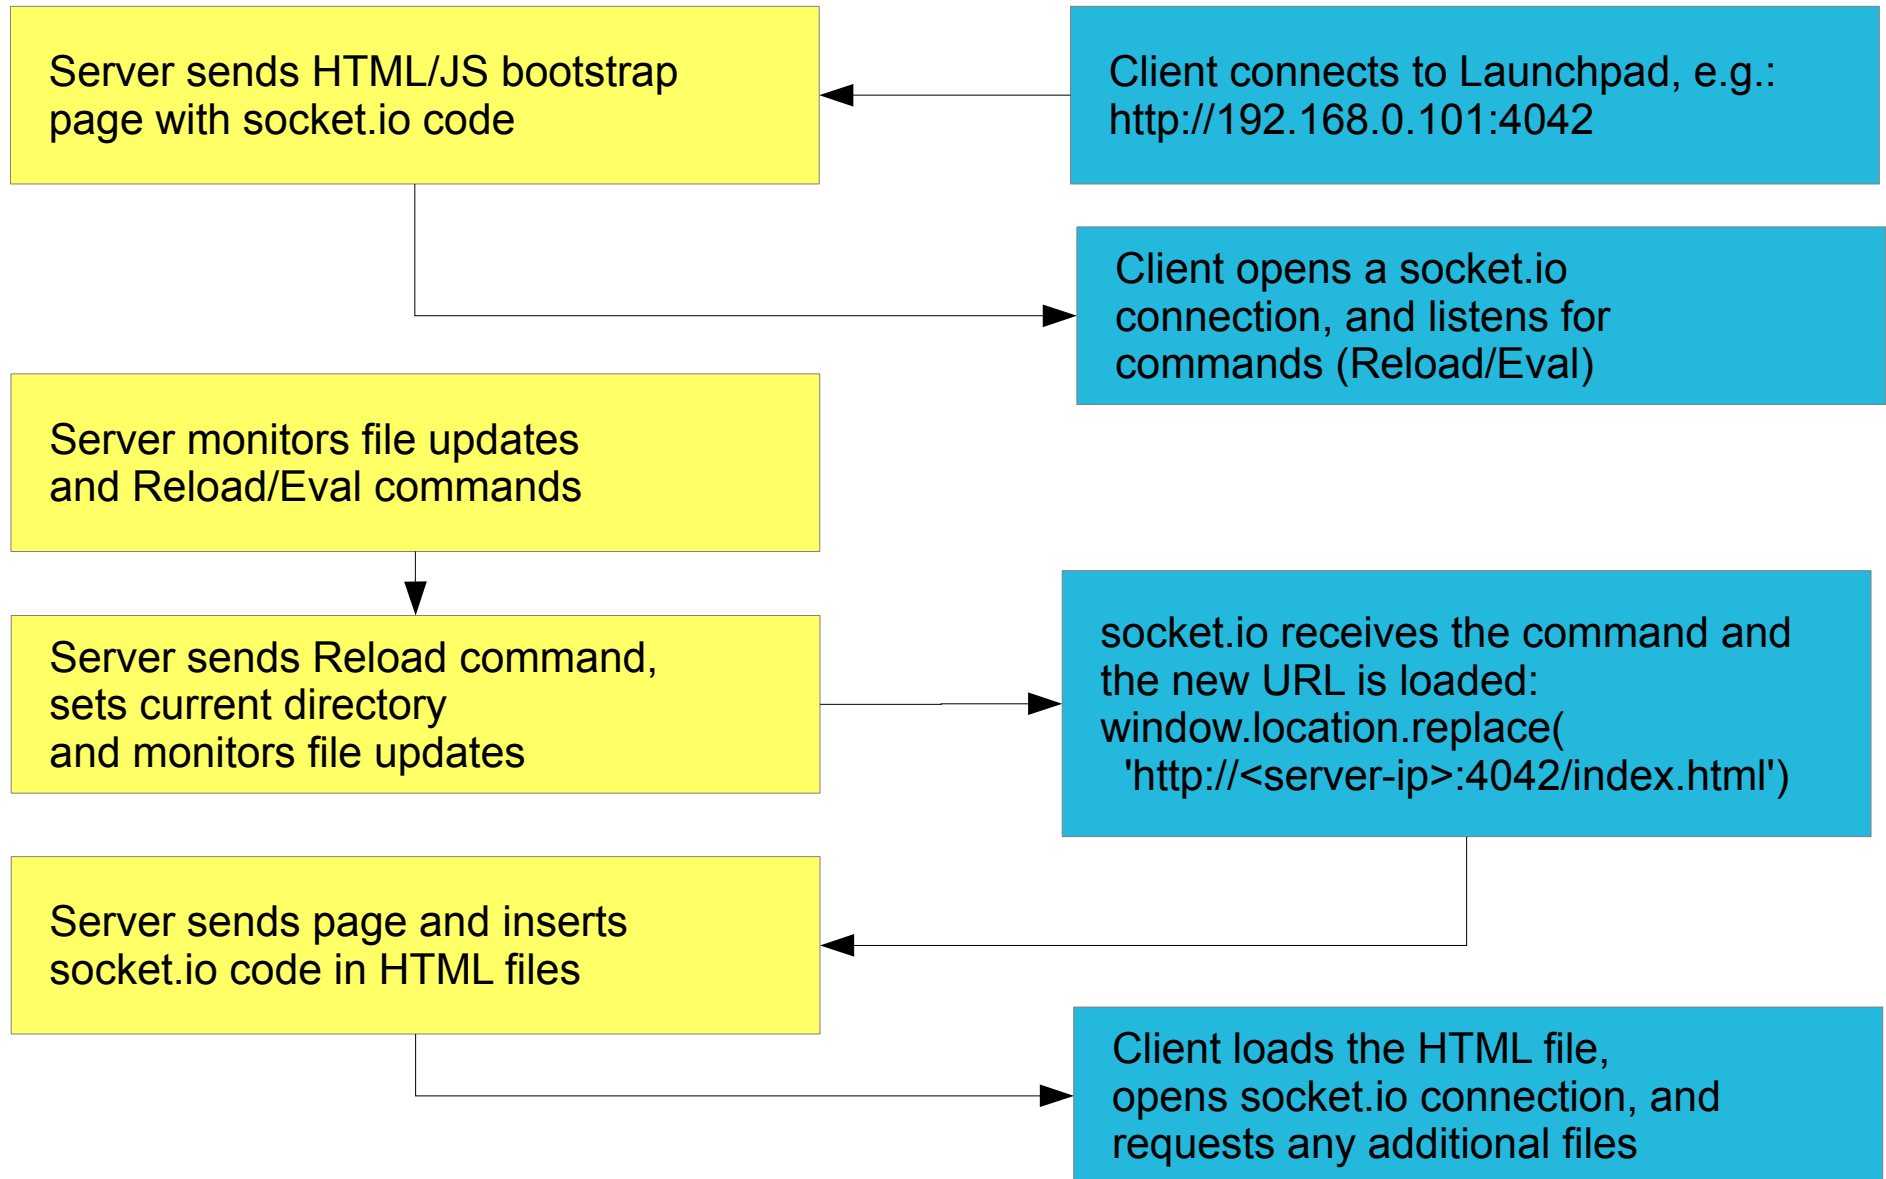 Server sends HTML/JS bootstrap
page with socket.io code
Client connects to Launchpad, e.g.:
http://192.168.0.101:4042
Client opens a socket.io
connection, and listens for
commands (Reload/Eval)
Server monitors file updates
and Reload/Eval commands
Server sends Reload command,
sets current directory
and monitors file updates
socket.io receives the command and
the new URL is loaded:
window.location.replace(
'http://<server-ip>:4042/index.html')
Server sends page and inserts
socket.io code in HTML files
Client loads the HTML file,
opens socket.io connection, and
requests any additional files